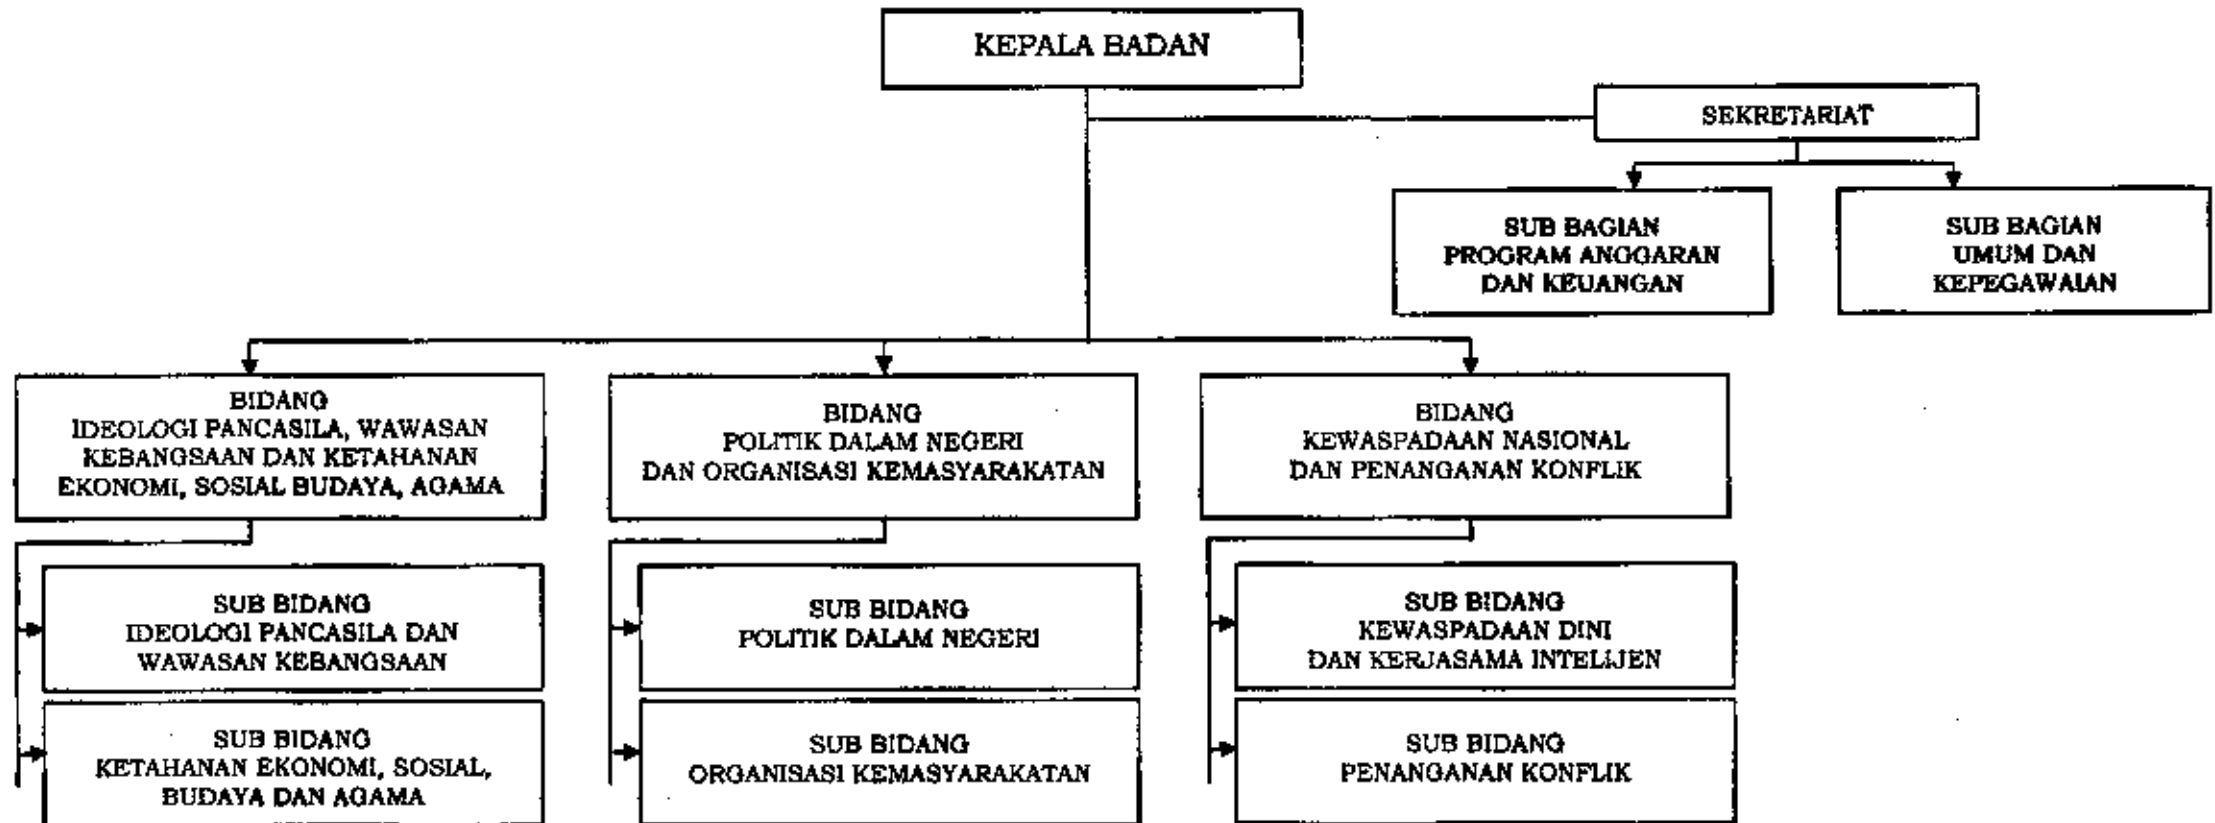 KEPALA BADAN
SEKRETARIAT
SUB BAGIAN
PROGRAM ANGGARAN
DAN KEUANGAN
SUB BAGIAN
UMUM DAN
KEPEGAWAIAN
BIDANG
IDEOLOGI PANCASILA, WAWASAN
KEBANGSAAN DAN KETAHANAN
EKONOMI, SOSIAL BUDAYA, AGAMA
BIDANG
POLITIK DALAM NEGERI
DAN ORGANISASI KEMASYARAKATAN
BIDANG
KEWASPADAAN NASIONAL
DAN PENANGANAN KONFLIK
SUB BIDANG
IDEOLOGI PANCASILA DAN
WAWASAN KEBANGSAAN
SUB BIDANG
POLITIK DALAM NEGERI
SUB BIDANG
KEWASPADAAN DINI
DAN KERJASAMA INTELIJEN
SUB BIDANG
KETAHANAN EKONOMI, SOSIAL,
BUDAYA DAN AGAMA
SUB BIDANG
ORGANISASI KEMASYARAKATAN
SUB BIDANG
PENANGANAN KONFLIK